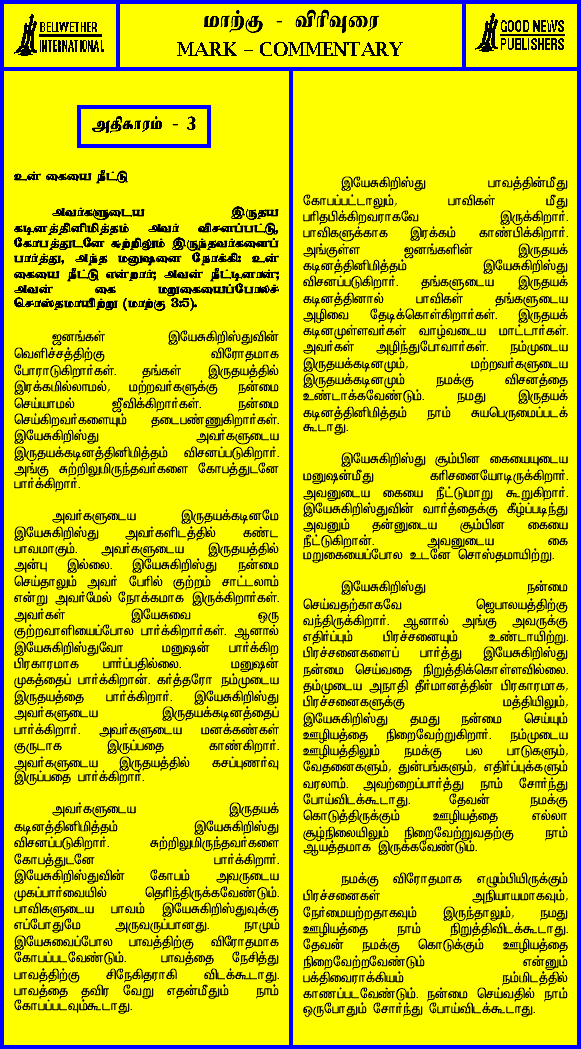 BELLWETHER
INTERNATIONAL
மாற்கு - விரிவுரை
MARK – COMMENTARY
GOOD NEWS
PUBLISHERS
அதிகாரம் - 3
உன் கையை நீட்டு
அவர்களுடைய இருதய
கடினத்தினிமித்தம் அவர் விசனப்பட்டு,
கோபத்துடனே சுற்றிலும் இருந்தவர்களைப்
பார்த்து, அந்த மனுஷனை நோக்கி: உன்
கையை நீட்டு என்றார்; அவன் நீட்டினான்;
அவன் கை மறுகையைப்போலச்
சொஸ்தமாயிற்று (மாற்கு 3:5).
ஜனங்கள் இயேசுகிறிஸ்துவின்
வெளிச்சத்திற்கு விரோதமாக
போராடுகிறார்கள். தங்கள் இருதயத்தில்
இரக்கமில்லாமல், மற்றவர்களுக்கு நன்மை
செய்யாமல் ஜீவிக்கிறார்கள். நன்மை
செய்கிறவர்களையும் தடைபண்ணுகிறார்கள்.
இயேசுகிறிஸ்து அவர்களுடைய
இருதயக்கடினத்தினிமித்தம் விசனப்படுகிறார்.
அங்கு சுற்றிலுமிருந்தவர்களை கோபத்துடனே
பார்க்கிறார்.
அவர்களுடைய இருதயக்கடினமே
இயேசுகிறிஸ்து அவர்களிடத்தில் கண்ட
பாவமாகும். அவர்களுடைய இருதயத்தில்
அன்பு இல்லை. இயேசுகிறிஸ்து நன்மை
செய்தாலும் அவர் பேரில் குற்றம் சாட்டலாம்
என்று அவர்மேல் நோக்கமாக இருக்கிறார்கள்.
அவர்கள் இயேசுவை ஒரு
குற்றவாளியைப்போல பார்க்கிறார்கள். ஆனால்
இயேசுகிறிஸ்துவோ மனுஷன் பார்க்கிற
பிரகாரமாக பார்ப்பதில்லை. மனுஷன்
முகத்தைப் பார்க்கிறான். கர்த்தரோ நம்முடைய
இருதயத்தை பார்க்கிறார். இயேசுகிறிஸ்து
அவர்களுடைய இருதயக்கடினத்தைப்
பார்க்கிறார். அவர்களுடைய மனக்கண்கள்
குருடாக இருப்பதை காண்கிறார்.
அவர்களுடைய இருதயத்தில் கசப்புணர்வு
இருப்பதை பார்க்கிறார்.
அவர்களுடைய இருதயக்
கடினத்தினிமித்தம் இயேசுகிறிஸ்து
விசனப்படுகிறார். சுற்றிலுமிருந்தவர்களை
கோபத்துடனே பார்க்கிறார்.
இயேசுகிறிஸ்துவின் கோபம் அவருடைய
முகப்பார்வையில் தெரிந்திருக்கவேண்டும்.
பாவிகளுடைய பாவம் இயேசுகிறிஸ்துவுக்கு
எப்போதுமே அருவருப்பானது. நாமும்
இயேசுவைப்போல பாவத்திற்கு விரோதமாக
கோபப்படவேண்டும். பாவத்தை நேசித்து
பாவத்திற்கு சிநேகிதராகி விடக்கூடாது.
பாவத்தை தவிர வேறு எதன்மீதும் நாம்
கோபப்படவும்கூடாது.
இயேசுகிறிஸ்து பாவத்தின்மீது
கோபப்பட்டாலும், பாவிகள் மீது
பரிதபிக்கிறவராகவே இருக்கிறார்.
பாவிகளுக்காக இரக்கம் காண்பிக்கிறார்.
அங்குள்ள ஜனங்களின் இருதயக்
கடினத்தினிமித்தம் இயேசுகிறிஸ்து
விசனப்படுகிறார். தங்களுடைய இருதயக்
கடினத்தினால் பாவிகள் தங்களுடைய
அழிவை தேடிக்கொள்கிறார்கள். இருதயக்
கடினமுள்ளவர்கள் வாழ்வடைய மாட்டார்கள்.
அவர்கள் அழிந்துபோவார்கள். நம்முடைய
இருதயக்கடினமும், மற்றவர்களுடைய
இருதயக்கடினமும் நமக்கு விசனத்தை
உண்டாக்கவேண்டும். நமது இருதயக்
கடினத்தினிமித்தம் நாம் சுயபெருமைப்படக்
கூடாது.
இயேசுகிறிஸ்து சூம்பின கையையுடைய
மனுஷன்மீது கரிசனையோடிருக்கிறார்.
அவனுடைய கையை நீட்டுமாறு கூறுகிறார்.
இயேசுகிறிஸ்துவின் வார்த்தைக்கு கீழ்ப்படிந்து
அவனும் தன்னுடைய சூம்பின கையை
நீட்டுகிறான். அவனுடைய கை
மறுகையைப்போல உடனே சொஸ்தமாயிற்று.
இயேசுகிறிஸ்து நன்மை
செய்வதற்காகவே ஜெபாலயத்திற்கு
வந்திருக்கிறார். ஆனால் அங்கு அவருக்கு
எதிர்ப்பும் பிரச்சனையும் உண்டாயிற்று.
பிரச்சனைகளைப் பார்த்து இயேசுகிறிஸ்து
நன்மை செய்வதை நிறுத்திக்கொள்ளவில்லை.
தம்முடைய அநாதி தீர்மானத்தின் பிரகாரமாக,
பிரச்சனைகளுக்கு மத்தியிலும்,
இயேசுகிறிஸ்து தமது நன்மை செய்யும்
ஊழியத்தை நிறைவேற்றுகிறார். நம்முடைய
ஊழியத்திலும் நமக்கு பல பாடுகளும்,
வேதனைகளும், துன்பங்களும், எதிர்ப்புக்களும்
வரலாம். அவற்றைப்பார்த்து நாம் சோர்ந்து
போய்விடக்கூடாது. தேவன் நமக்கு
கொடுத்திருக்கும் ஊழியத்தை எல்லா
சூழ்நிலையிலும் நிறைவேற்றுவதற்கு நாம்
ஆயத்தமாக இருக்கவேண்டும்.
நமக்கு விரோதமாக எழும்பியிருக்கும்
பிரச்சனைகள் அநியாயமாகவும்,
நேர்மையற்றதாகவும் இருந்தாலும், நமது
ஊழியத்தை நாம் நிறுத்திவிடக்கூடாது.
தேவன் நமக்கு கொடுக்கும் ஊழியத்தை
நிறைவேற்றவேண்டும் என்னும்
பக்திவைராக்கியம் நம்மிடத்தில்
காணப்படவேண்டும். நன்மை செய்வதில் நாம்
ஒருபோதும் சோர்ந்து போய்விடக்கூடாது.